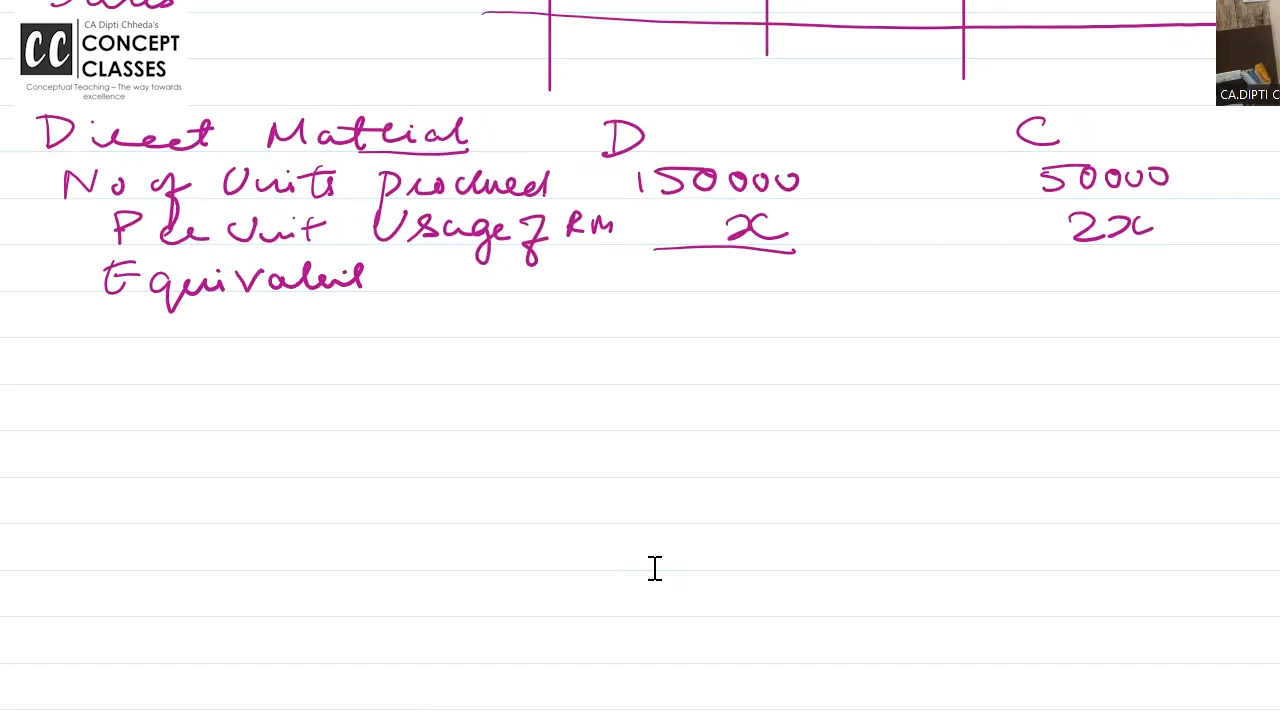 Sales
CA Dipti Chheda's
CC CONCEPT
CLASSES
Conceptual Teaching – The way towards
excellence
CA.DIPTI C
Direct Material D C
No of Units Produced 150000 50000
Per Unit Usage of RM x 2x
Equivalent